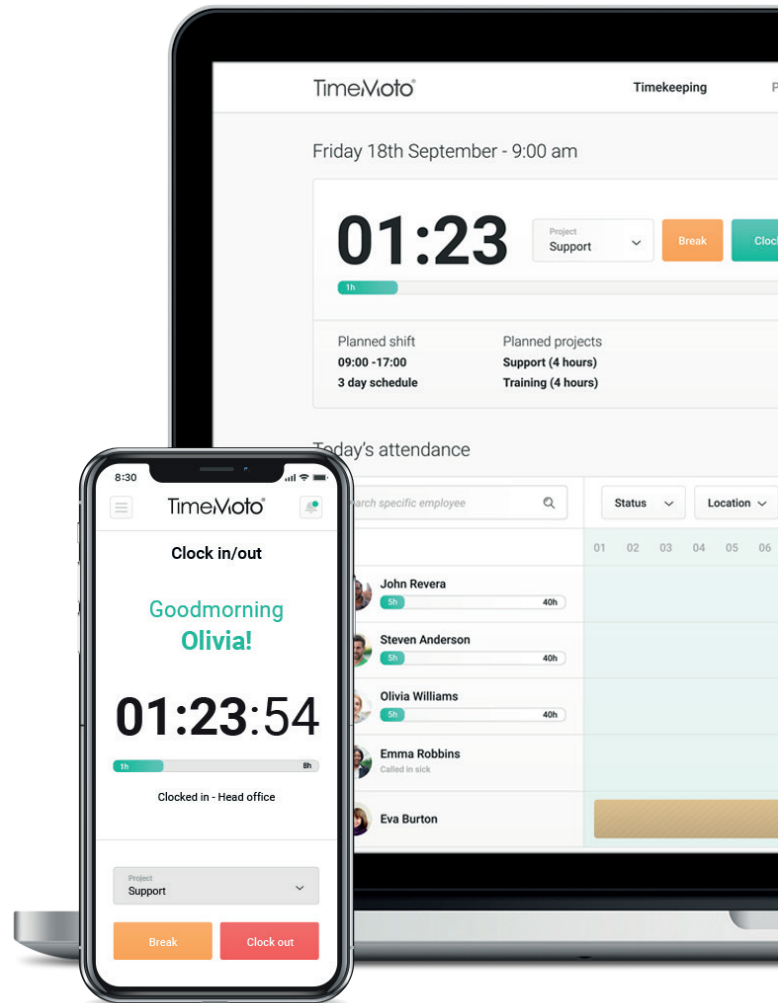 TimeMoto®
Timekeeping
Friday 18th September - 9:00 am
01:23
Project
Support
Break
1h
Planned shift
Planned projects
09:00 -17:00
Support (4 hours)
3 day schedule
Training (4 hours)
Today's attendance
specific employee
Status
Location
01 02 03 04 05 06
John Revera
5h
40h
Steven Anderson
5h
40h
Olivia Williams
5h
40h
Emma Robbins
Called in sick
Eva Burton
8:30
TimeMoto®
Clock in/out
Goodmorning
Olivia!
01:23:54
1h
8h
Clocked in - Head office
Project
Support
Break
Clock out